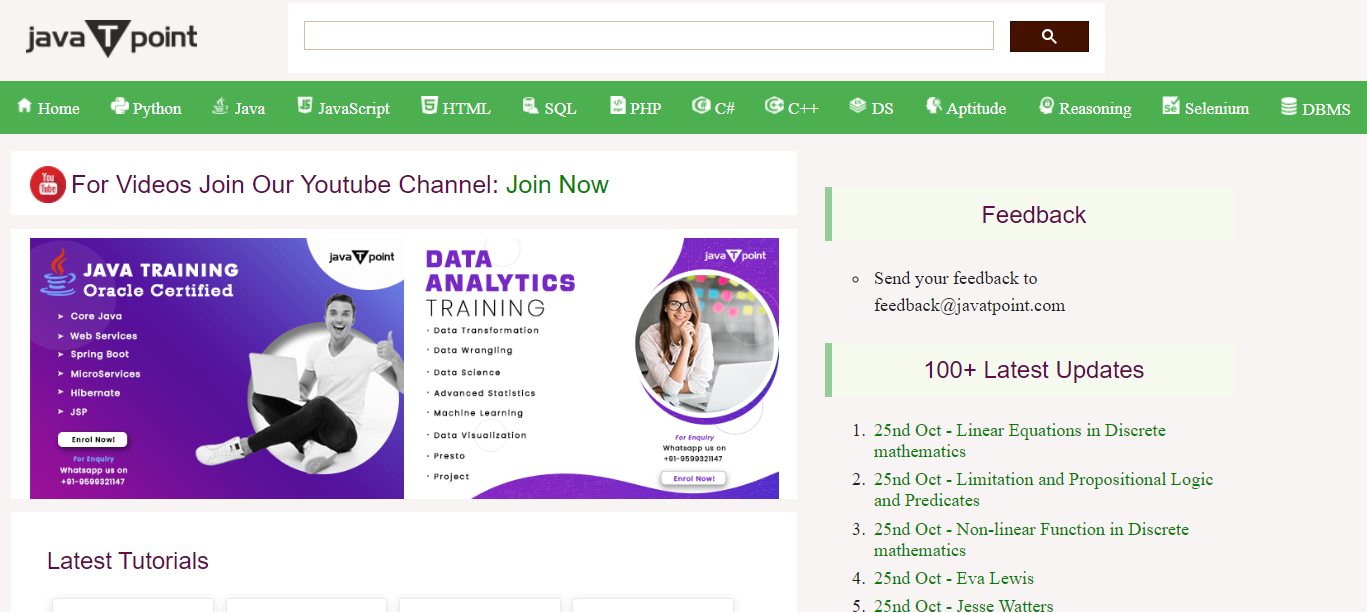 javaTpoint
Home Python Java JavaScript HTML SQL PHP C# C++ DS Aptitude Reasoning Selenium DBMS
You
Tube
For Videos Join Our Youtube Channel: Join Now
javaTpoint
JAVA TRAINING
Oracle Certified
Core Java
Web Services
Spring Boot
MicroServices
Hibernate
JSP
Enrol Now!
For Enquiry
Whatsapp us on
+91-9599321147
javaTpoint
DATA
ANALYTICS
TRAINING
· Data Transformation
· Data Wrangling
· Data Science
· Advanced Statistics
· Machine Learning
· Data Visualization
· Presto
· Project
For Enquiry
Whatsapp us on
+91-9599321147
Enrol Now!
Latest Tutorials
Feedback
Send your feedback to
feedback@javatpoint.com
100+ Latest Updates
1. 25nd Oct - Linear Equations in Discrete
mathematics
2. 25nd Oct - Limitation and Propositional Logic
and Predicates
3. 25nd Oct - Non-linear Function in Discrete
mathematics
4. 25nd Oct - Eva Lewis
5. 25nd Oct - Jesse Watters